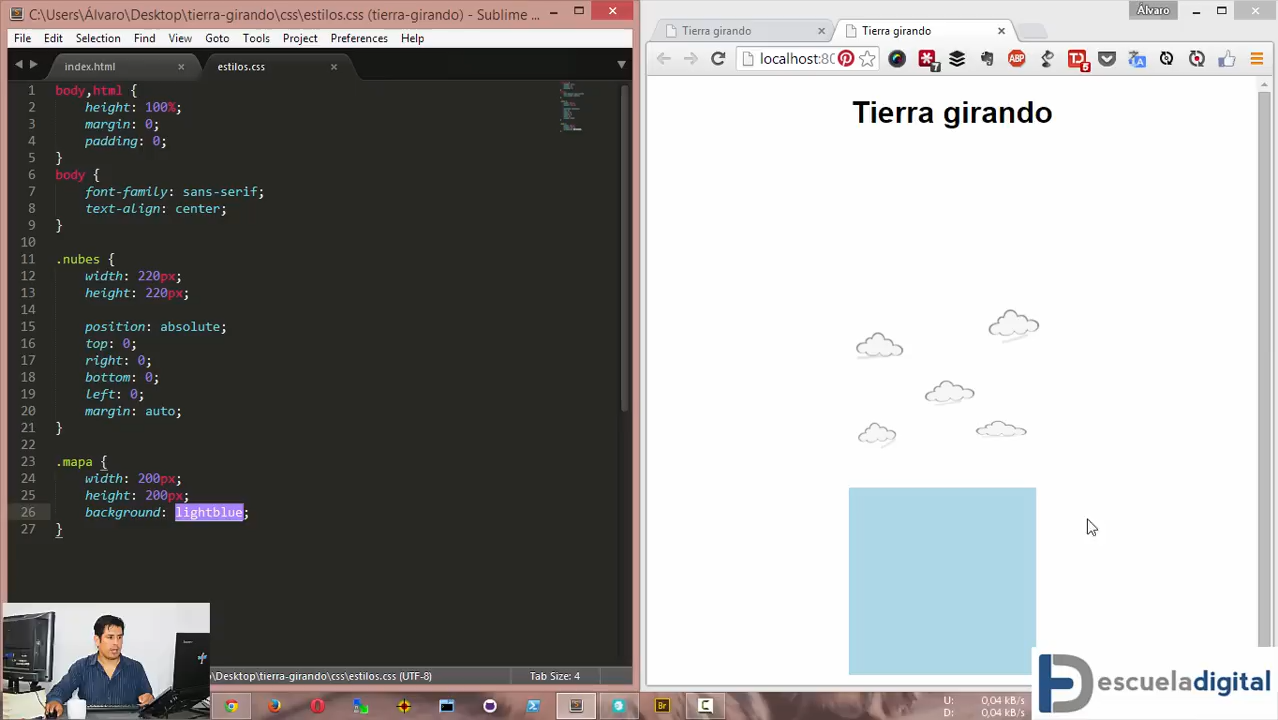 C:\Users\Álvaro\Desktop\tierra-girando\css\estilos.css (tierra-girando) - Sublime ...
File Edit Selection Find View Goto Tools Project Preferences Help
index.html × estilos.css ×
1 body,html {
2 height: 100%;
3 margin: 0;
4 padding: 0;
5 }
6 body {
7 font-family: sans-serif;
8 text-align: center;
9 }
10
11 .nubes {
12 width: 220px;
13 height: 220px;
14
15 position: absolute;
16 top: 0;
17 right: 0;
18 bottom: 0;
19 left: 0;
20 margin: auto;
21 }
22
23 .mapa {
24 width: 200px;
25 height: 200px;
26 background: lightblue;
27 }
\Desktop\tierra-girando\css\estilos.css (UTF-8) Tab Size: 4
Álvaro
Tierra girando × Tierra girando ×
localhost:80
ABP
7
5
Tierra girando
Br
U: 0,04 kB/s
D: 0,04 kB/s
escueladigital